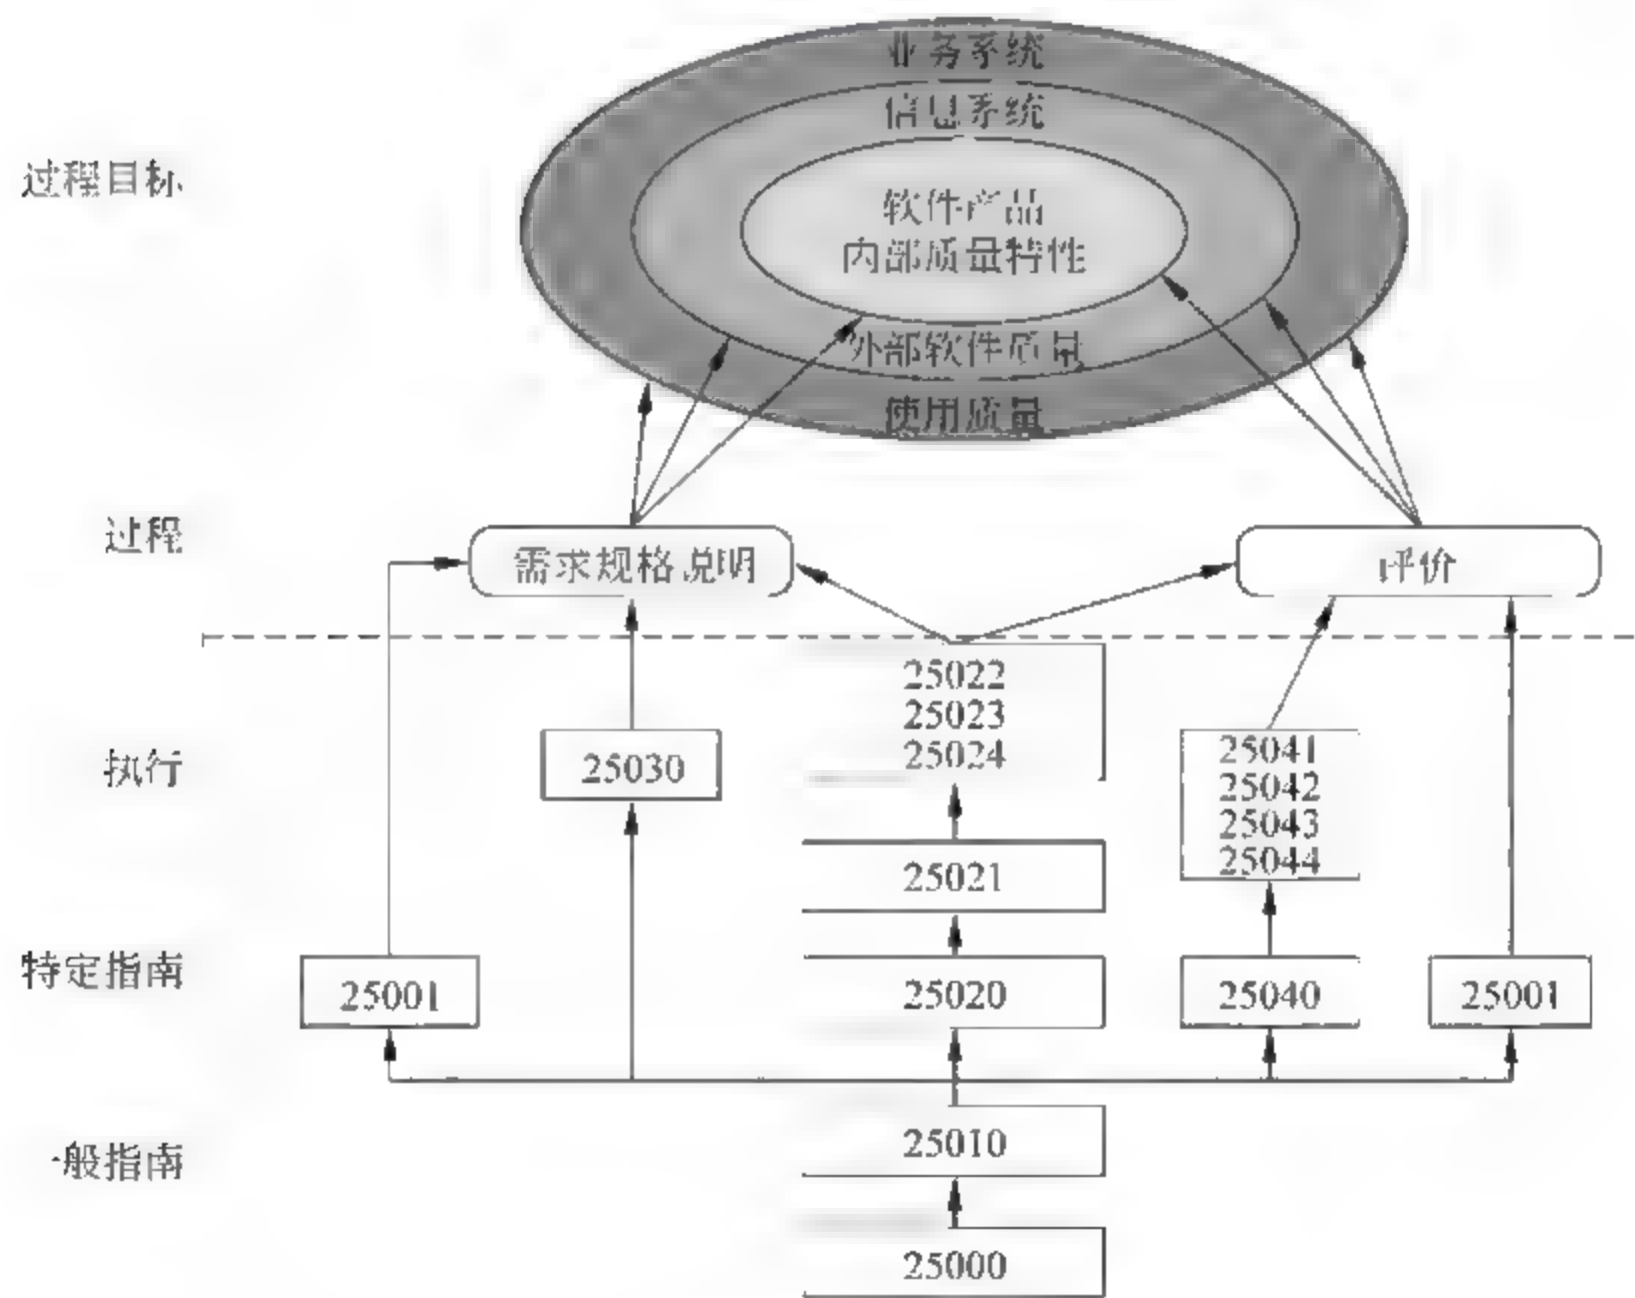 业务系统
信息系统
过程目标
软件产品
内部质量特性
外部软件质量
使用质量
过程
需求规格说明
评价
25022
25023
25024
执行
25030
25041
25042
25043
25044
25021
特定指南
25001
25020
25040
25001
一般指南
25010
25000